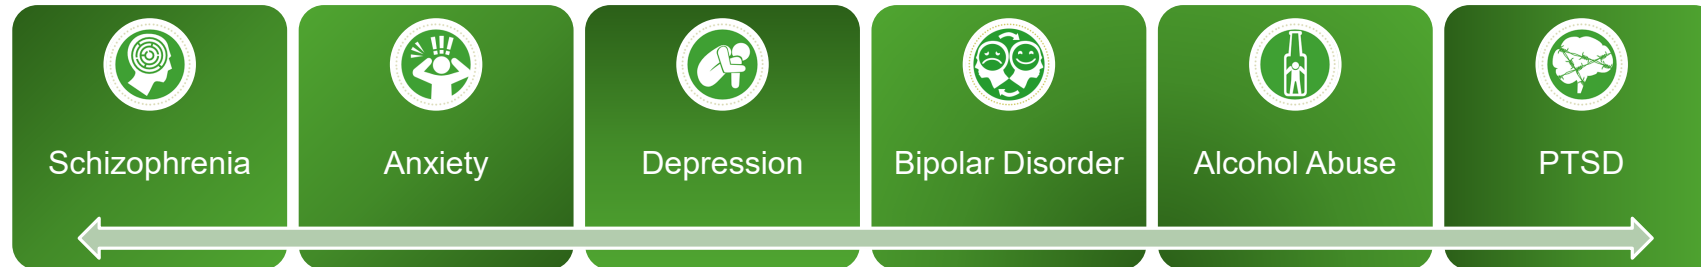 Schizophrenia
Anxiety
Depression
Bipolar Disorder
Alcohol Abuse
PTSD